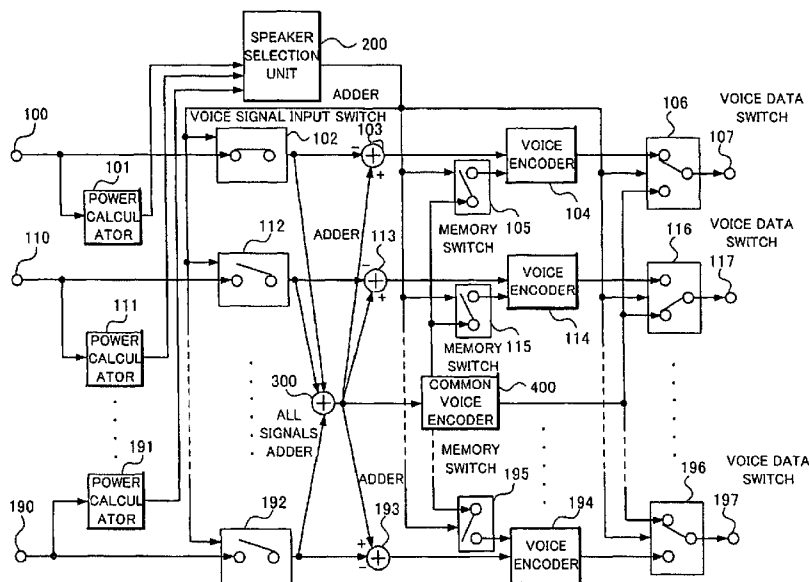 SPEAKER
SELECTION
UNIT
200
ADDER
VOICE SIGNAL INPUT SWITCH
100
102
103
-
+
VOICE
ENCODER
106
VOICE DATA
SWITCH
107
101
POWER
CALCUL
ATOR
105
104
MEMORY
SWITCH
110
112
ADDER
113
-
+
VOICE
ENCODER
116
VOICE DATA
SWITCH
117
111
POWER
CALCUL
ATOR
115
114
MEMORY
SWITCH
300
+
ALL
SIGNALS
ADDER
COMMON
VOICE
ENCODER
400
191
POWER
CALCUL
ATOR
MEMORY
SWITCH
ADDER
195
194
196
VOICE DATA
SWITCH
197
190
192
+
-
193
VOICE
ENCODER